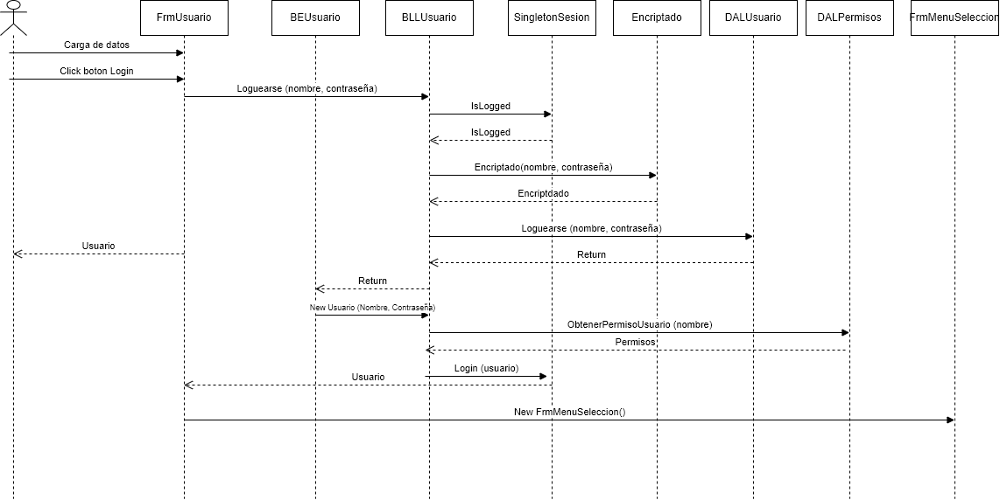 FrmUsuario
BEUsuario
BLLUsuario
SingletonSesion
Encriptado
DALUsuario
DALPermisos
FrmMenuSeleccion
Carga de datos
Click boton Login
Loguearse (nombre, contraseña)
IsLogged
IsLogged
Encriptado(nombre, contraseña)
Encriptdado
Loguearse (nombre, contraseña)
Usuario
Return
Return
New Usuario (Nombre, Contraseña)
ObtenerPermisoUsuario (nombre)
Permisos
Login (usuario)
Usuario
New FrmMenuSeleccion()